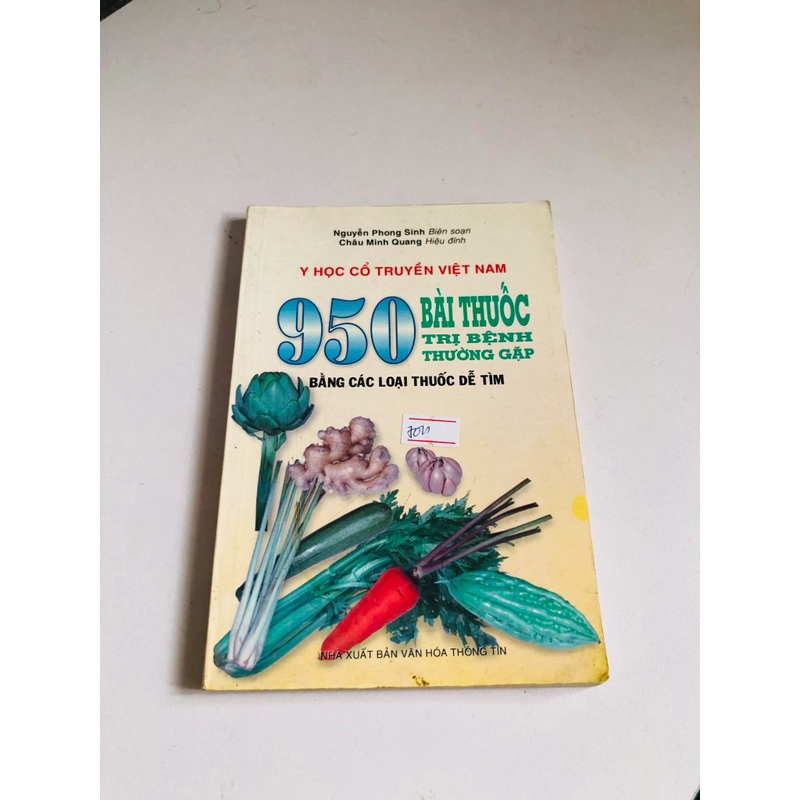 Nguyễn Phong Sinh Biên soạn
Châu Minh Quang Hiệu đính
Y HỌC CỔ TRUYỀN VIỆT NAM
950 BÀI THUỐC
TRỊ BỆNH
THƯỜNG GẶP
BẰNG CÁC LOẠI THUỐC DỄ TÌM
NHÀ XUẤT BẢN VĂN HÓA THÔNG TIN